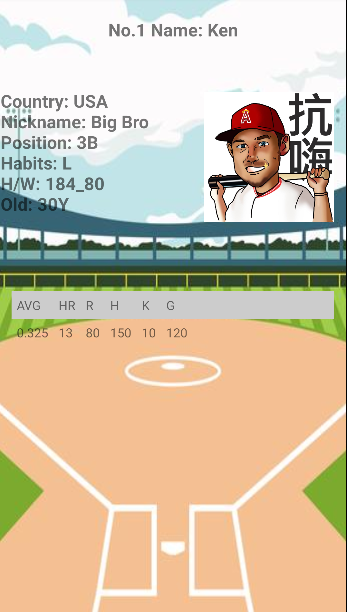 No.1 Name: Ken
Country: USA
Nickname: Big Bro
Position: 3B
Habits: L
H/W: 184_80
Old: 30Y
抗
嗨
A
AVG HR R H K G
0.325 13 80 150 10 120